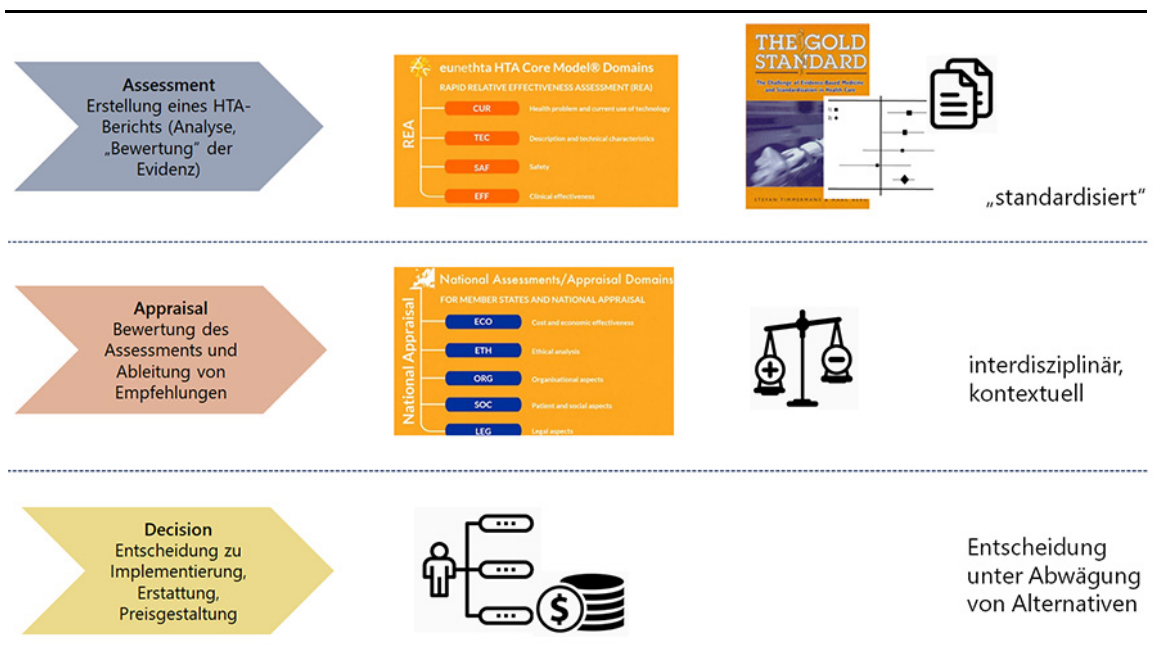 Assessment
Erstellung eines HTA-
Berichts (Analyse,
„Bewertung“ der
Evidenz)
eunethta HTA Core Model® Domains
RAPID RELATIVE EFFECTIVENESS ASSESSMENT (REA)
REA
CUR Health problem and current use of technology
TEC Description and technical characteristics
SAF Safety
EFF Clinical effectiveness
THE GOLD
STANDARD
The Challenge of Evidence-Based Medicine
and Standardization in Health Care
STEFAN TIMMERMANS & MARC
„standardisiert“
Appraisal
Bewertung des
Assessments und
Ableitung von
Empfehlungen
National Assessments/Appraisal Domains
FOR MEMBER STATES AND NATIONAL APPRAISAL
National Appraisal
ECO Cost and economic effectiveness
ETH Ethical analysis
ORG Organisational aspects
SOC Patient and social aspects
LEG Legal aspects
interdisziplinär,
kontextuell
Decision
Entscheidung zu
Implementierung,
Erstattung,
Preisgestaltung
$
Entscheidung
unter Abwägung
von Alternativen